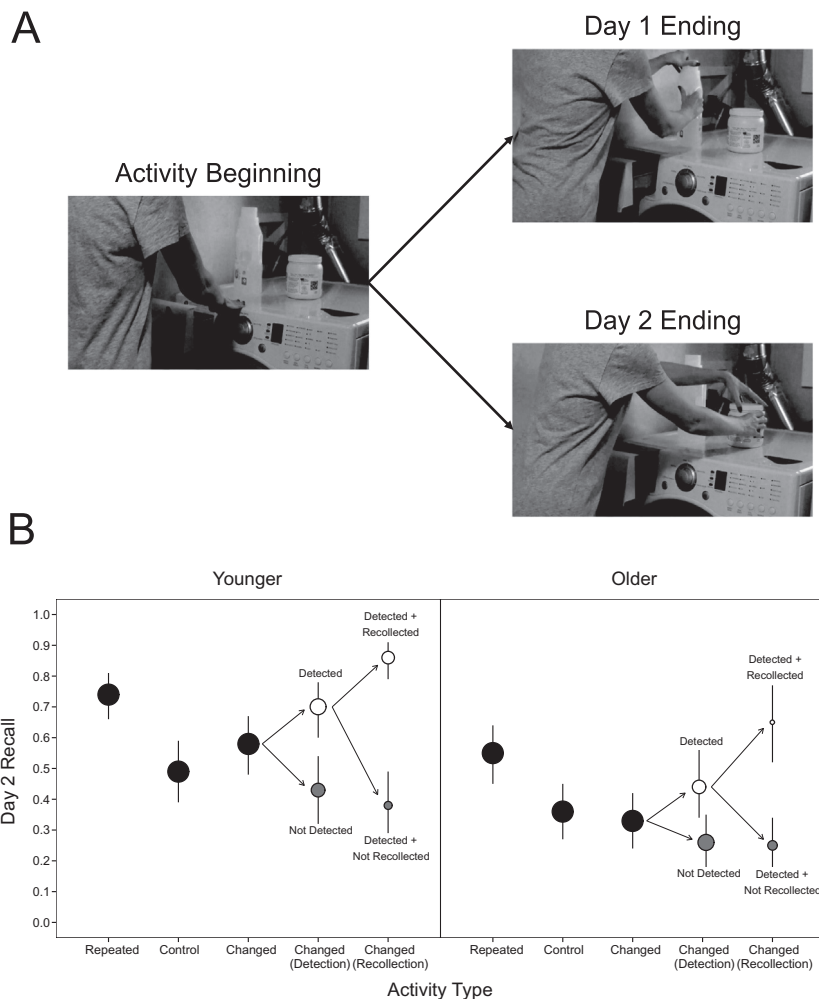 A
Day 1 Ending
Activity Beginning
Day 2 Ending
B
Younger
Older
Day 2 Recall
1.0
0.9
0.8
0.7
0.6
0.5
0.4
0.3
0.2
0.1
0.0
Detected +
Recollected
Detected
Not Detected
Detected +
Not Recollected
Detected +
Recollected
Detected
Not Detected
Detected +
Not Recollected
Repeated Control Changed Changed Changed
(Detection) (Recollection)
Repeated Control Changed Changed Changed
(Detection) (Recollection)
Activity Type